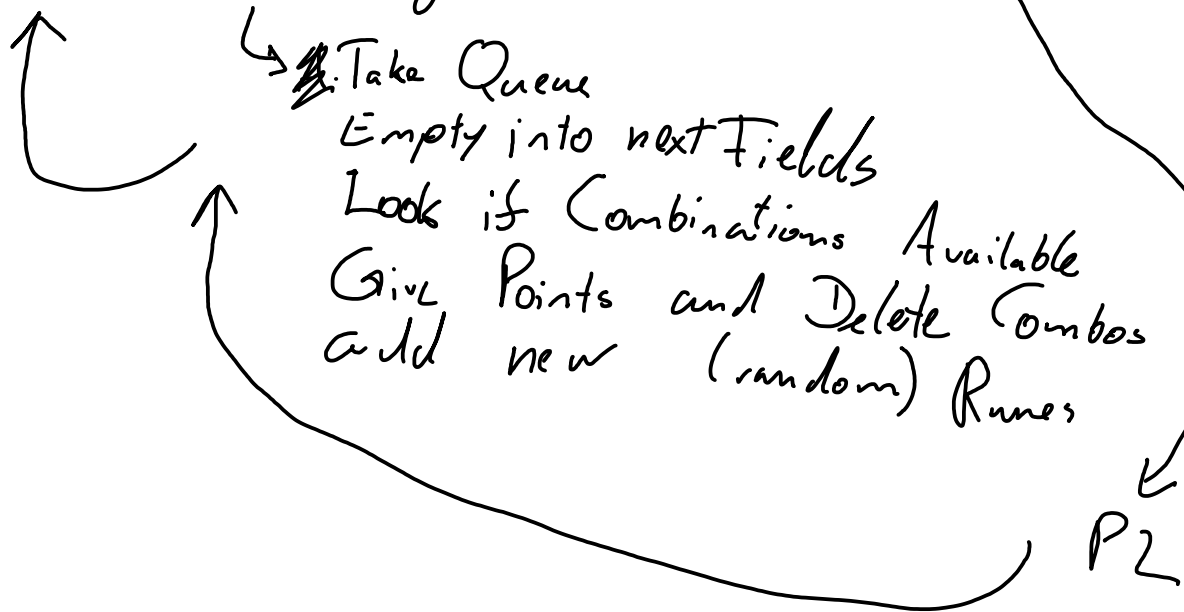 Take Queue
Empty into next Fields
Look if Combinations Available
Give Points and Delete Combos
add new (random) Runes
P2